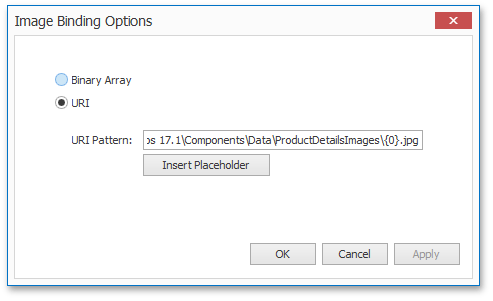 Image Binding Options
Binary Array
URI
URI Pattern: os 17.1\Components\Data\ProductDetailsImages\{0}.jpg
Insert Placeholder
OK Cancel Apply